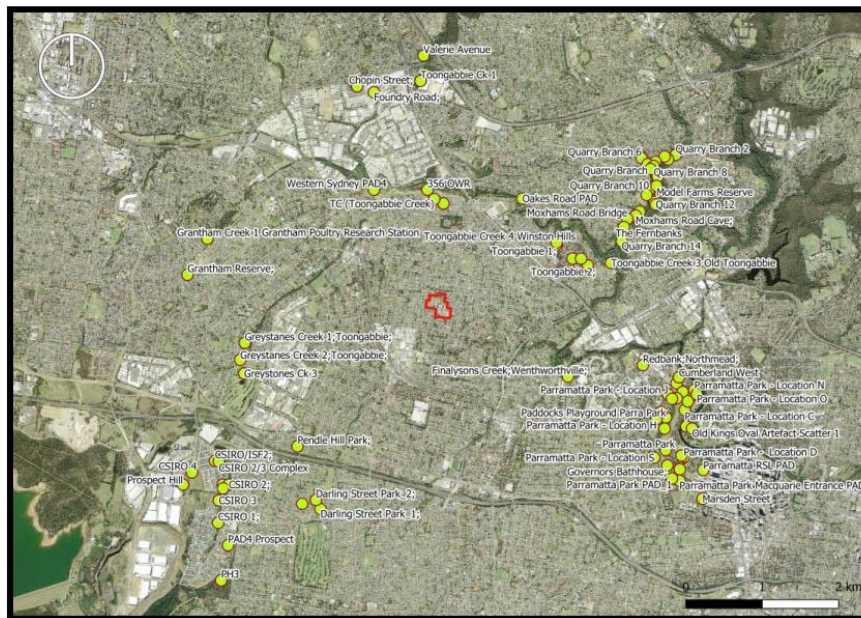 Valerie Avenue
Toongabbie Ck 1
Chopin Street;
Foundry Road;
Quarry Branch 6
Quarry Branch 2
Quarry Branch
Quarry Branch 8
Western Sydney PAD4
356 OWR
Quarry Branch 10
Model Farms Reserve
TC (Toongabbie Creek)
Oakes Road PAD
Quarry Branch 12
Moxhams Road Bridge
Moxhams Road Cave;
Grantham Creek 1 Grantham Poultry Research Station
Toongabbie Creek 4 Winston Hills
The Fernbanks
Toongabbie 1;
Quarry Branch 14
Grantham Reserve;
Toongabbie 2;
Toongabbie Creek 3 Old Toongabbie
Greystanes Creek 1;Toongabbie;
Greystanes Creek 2;Toongabbie;
Redbank;Northmead;
Greystones Ck 3
Finalysons Creek;Wenthworthville;
Cumberland West
Parramatta Park - Location J
Parramatta Park - Location N
Parramatta Park - Location O
Paddocks Playground Parra Park
Parramatta Park - Location C
Parramatta Park - Location H
Old Kings Oval Artefact Scatter 1
Pendle Hill Park;
Parramatta Park
Parramatta Park - Location D
CSIRO/ISF2;
Parramatta Park - Location S
CSIRO 4
CSIRO 2/3 Complex
Governors Bathhouse;
Parramatta RSL PAD
Prospect Hill
CSIRO 2;
Parramatta Park PAD 1
Parramatta Park Macquarie Entrance PAD
CSIRO 3
Darling Street Park_2;
Marsden Street
CSIRO 1;
Darling Street Park_1;
PAD4 Prospect
PH3
0 1 2 km